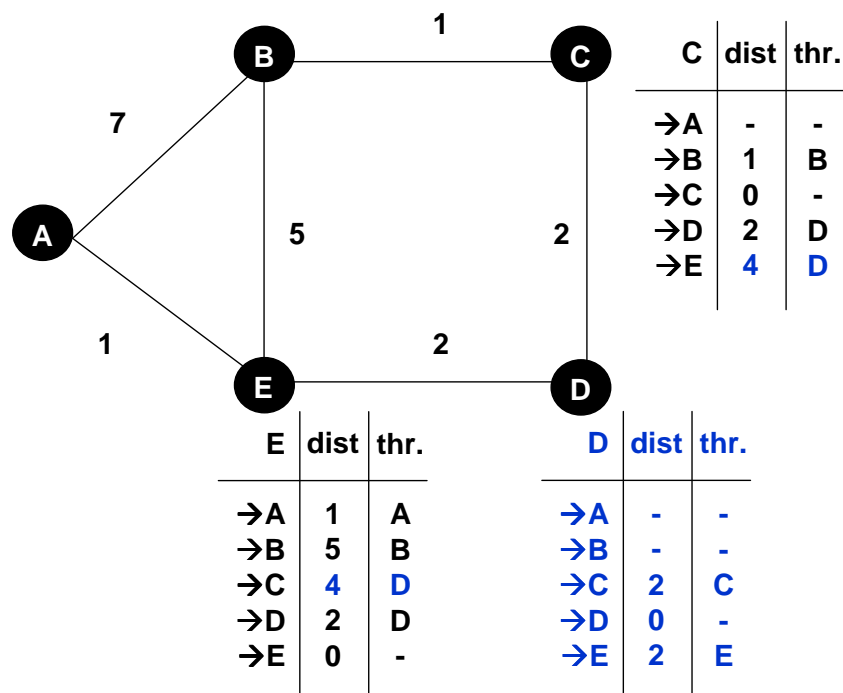 1
B
C
C dist thr.
→A - -
→B 1 B
→C 0 -
→D 2 D
→E 4 D
7
A
5
2
1
2
E
D
E dist thr.
→A 1 A
→B 5 B
→C 4 D
→D 2 D
→E 0 -
D dist thr.
→A - -
→B - -
→C 2 C
→D 0 -
→E 2 E